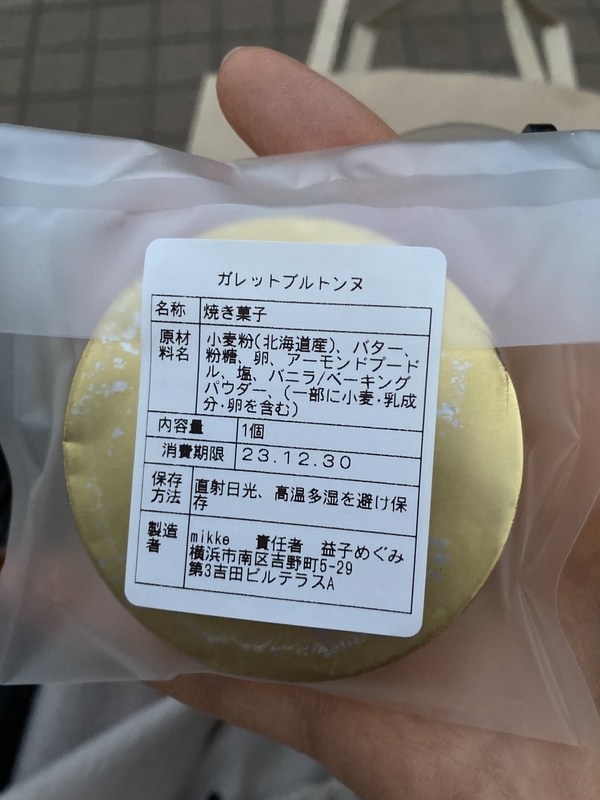 ガレットブルトンヌ
名称 焼き菓子
原材料名 小麦粉(北海道産)、バター、
粉糖、卵、アーモンドプード
ル、塩、バニラ/ベーキング
パウダー、(一部に小麦・乳成
分・卵を含む)
内容量 1個
消費期限 23.12.30
保存方法 直射日光、高温多湿を避け保
存
製造者 mikke 責任者 益子めぐみ
横浜市南区吉野町5-29
第3吉田ビルテラスA